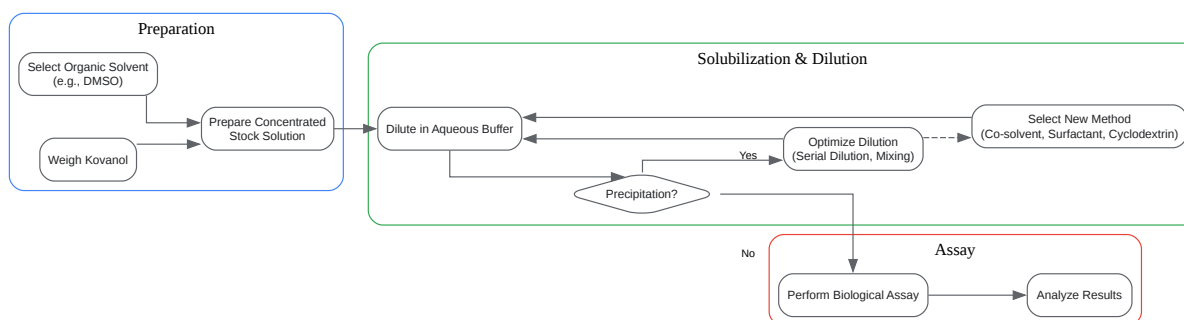 Preparation
Select Organic Solvent
(e.g., DMSO)
Weigh Kovanol
Prepare Concentrated
Stock Solution
Solubilization & Dilution
Dilute in Aqueous Buffer
Precipitation?
Yes
Optimize Dilution
(Serial Dilution, Mixing)
Select New Method
(Co-solvent, Surfactant, Cyclodextrin)
No
Assay
Perform Biological Assay
Analyze Results